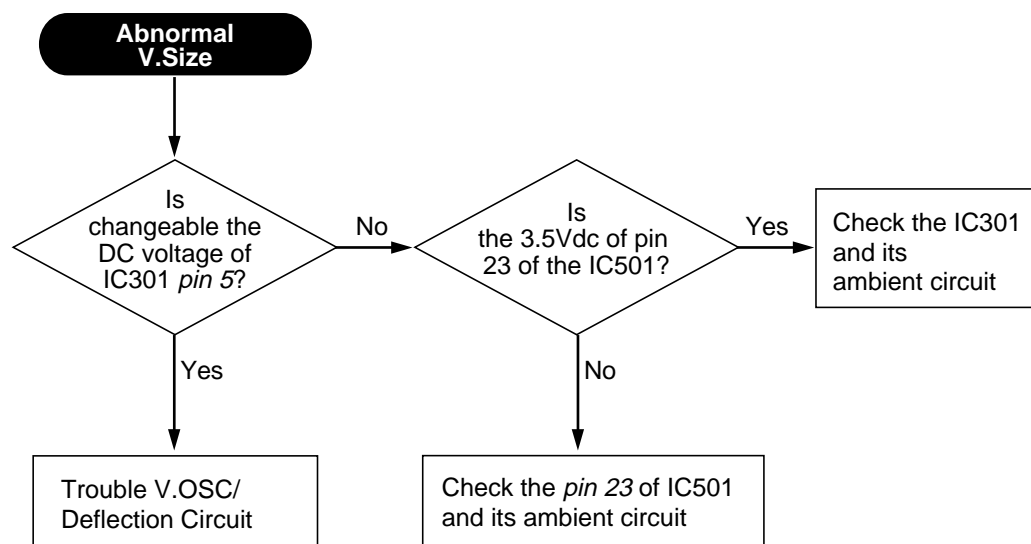 Abnormal
V.Size
Is
changeable the
DC voltage of
IC301 pin 5?
No
Is
the 3.5Vdc of pin
23 of the IC501?
Yes
Check the IC301
and its
ambient circuit
Yes
No
Trouble V.OSC/
Deflection Circuit
Check the pin 23 of IC501
and its ambient circuit